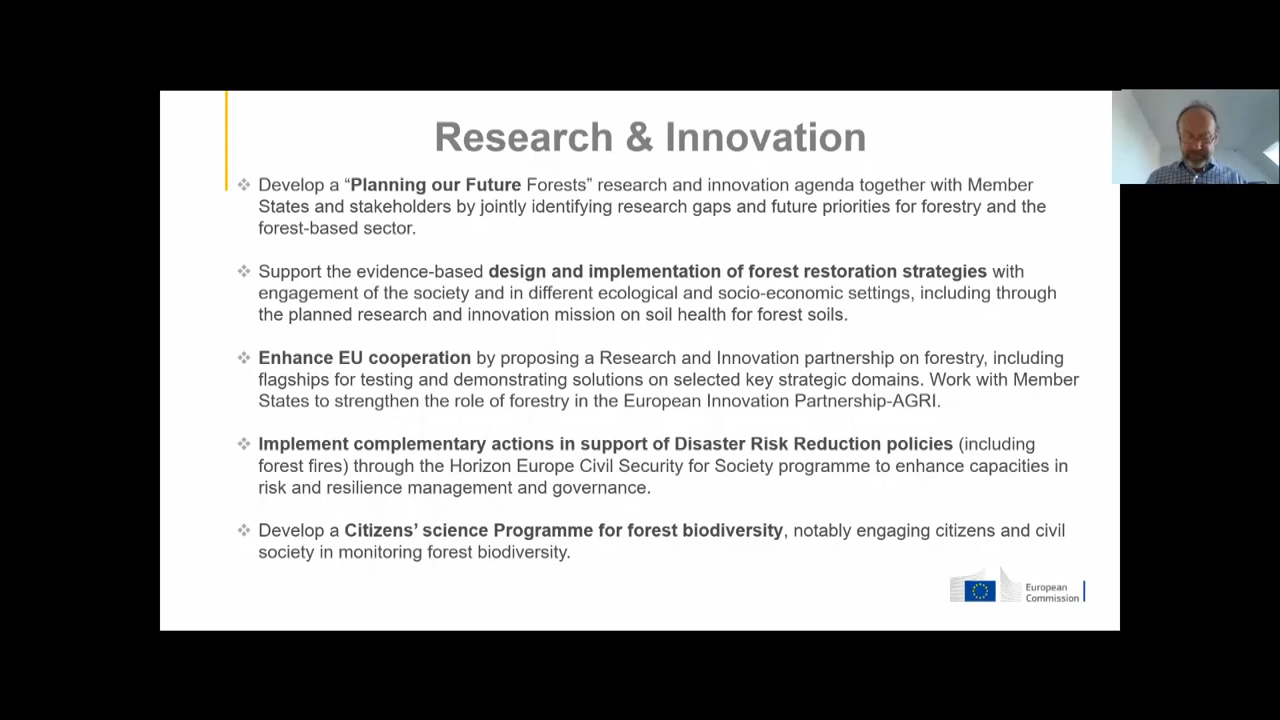 Research & Innovation
❖ Develop a “Planning our Future Forests” research and innovation agenda together with Member
States and stakeholders by jointly identifying research gaps and future priorities for forestry and the
forest-based sector.
❖ Support the evidence-based design and implementation of forest restoration strategies with
engagement of the society and in different ecological and socio-economic settings, including through
the planned research and innovation mission on soil health for forest soils.
❖ Enhance EU cooperation by proposing a Research and Innovation partnership on forestry, including
flagships for testing and demonstrating solutions on selected key strategic domains. Work with Member
States to strengthen the role of forestry in the European Innovation Partnership-AGRI.
❖ Implement complementary actions in support of Disaster Risk Reduction policies (including
forest fires) through the Horizon Europe Civil Security for Society programme to enhance capacities in
risk and resilience management and governance.
❖ Develop a Citizens’ science Programme for forest biodiversity, notably engaging citizens and civil
society in monitoring forest biodiversity.
European
Commission